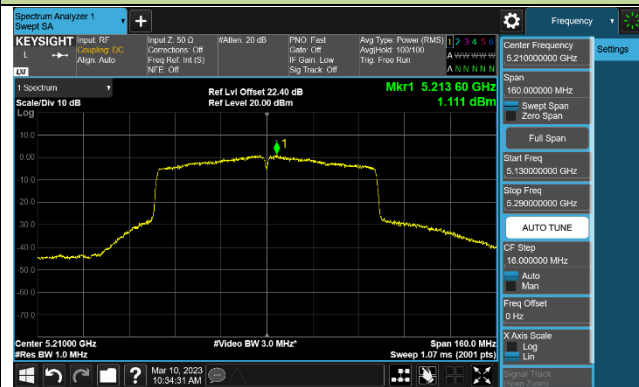 Spectrum Analyzer 1
Swept SA
Frequency
KEYSIGHT
L
LXI
Input: RF
Coupling: DC
Align: Auto
Input Z: 50 Ω
Corrections: Off
Freq Ref: Int (S)
NFE: Off
#Atten: 20 dB
PNO: Fast
Gate: Off
IF Gain: Low
Sig Track: Off
Avg Type: Power (RMS)
Avg|Hold: 100/100
Trig: Free Run
1 2 3 4 5 6
A W W W W W
A N N N N N
1 Spectrum
Scale/Div 10 dB
Log
Ref Lvl Offset 22.40 dB
Ref Level 20.00 dBm
Mkr1 5.213 60 GHz
1.111 dBm
10.0
0.00
-10.0
-20.0
-30.0
-40.0
-50.0
-60.0
-70.0
1
Center 5.21000 GHz
#Res BW 1.0 MHz
#Video BW 3.0 MHz*
Span 160.0 MHz
Sweep 1.07 ms (2001 pts)
Mar 10, 2023
10:34:31 AM
Center Frequency
5.210000000 GHz
Settings
Span
160.000000 MHz
Swept Span
Zero Span
Full Span
Start Freq
5.130000000 GHz
Stop Freq
5.290000000 GHz
AUTO TUNE
CF Step
16.000000 MHz
Auto
Man
Freq Offset
0 Hz
X Axis Scale
Log
Lin
Signal Track
(Span Zoom)